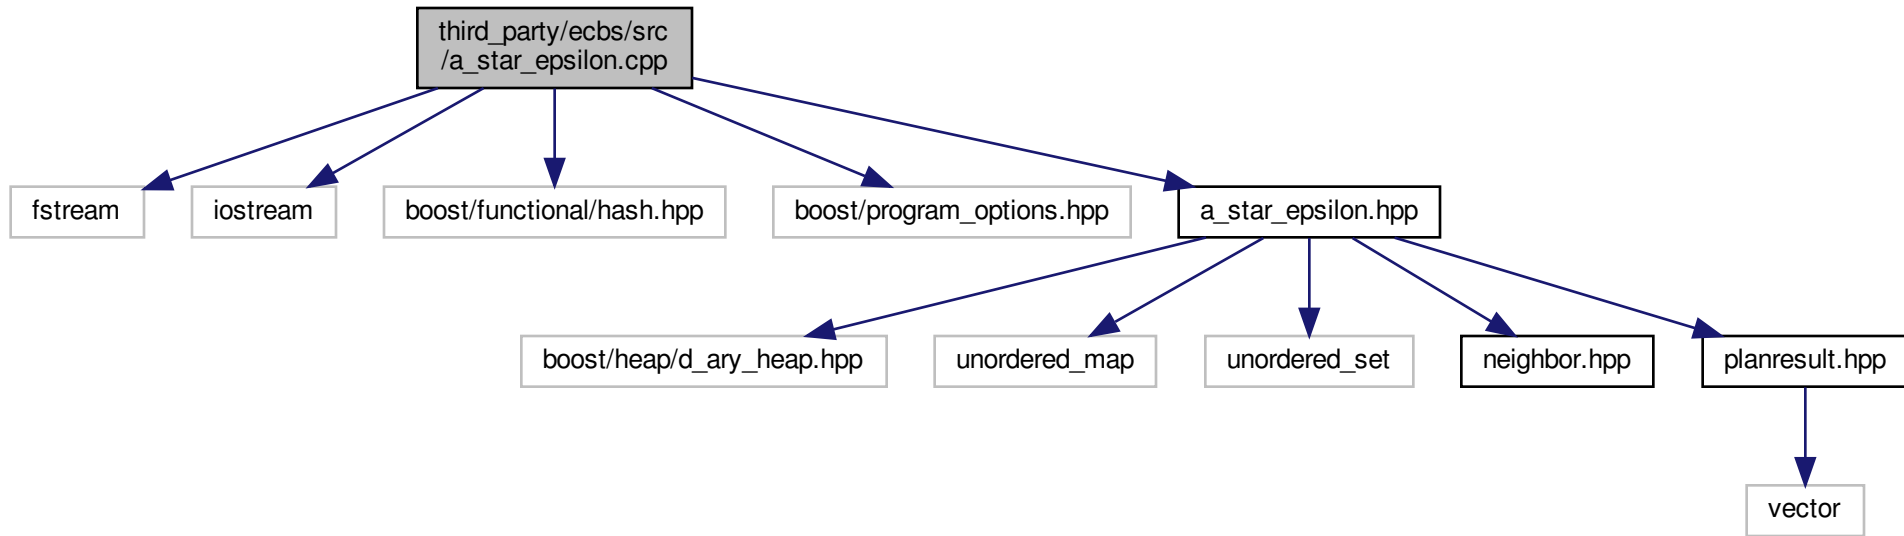 third_party/ecbs/src
/a_star_epsilon.cpp
fstream
iostream
boost/functional/hash.hpp
boost/program_options.hpp
a_star_epsilon.hpp
boost/heap/d_ary_heap.hpp
unordered_map
unordered_set
neighbor.hpp
planresult.hpp
vector